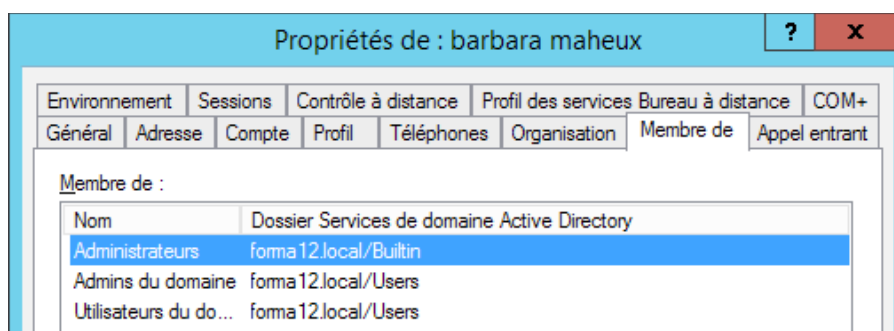 Propriétés de : barbara maheux
?
x
Environnement Sessions Contrôle à distance Profil des services Bureau à distance COM+
Général Adresse Compte Profil Téléphones Organisation Membre de Appel entrant
Membre de :
Nom Dossier Services de domaine Active Directory
Administrateurs forma12.local/Builtin
Admins du domaine forma12.local/Users
Utilisateurs du do... forma12.local/Users